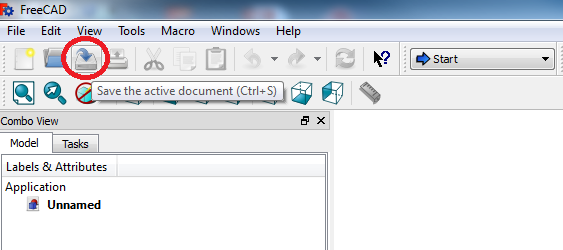 FreeCAD
File Edit View Tools Macro Windows Help
Start
Save the active document (Ctrl+S)
Combo View
Model Tasks
Labels & Attributes
Application
Unnamed